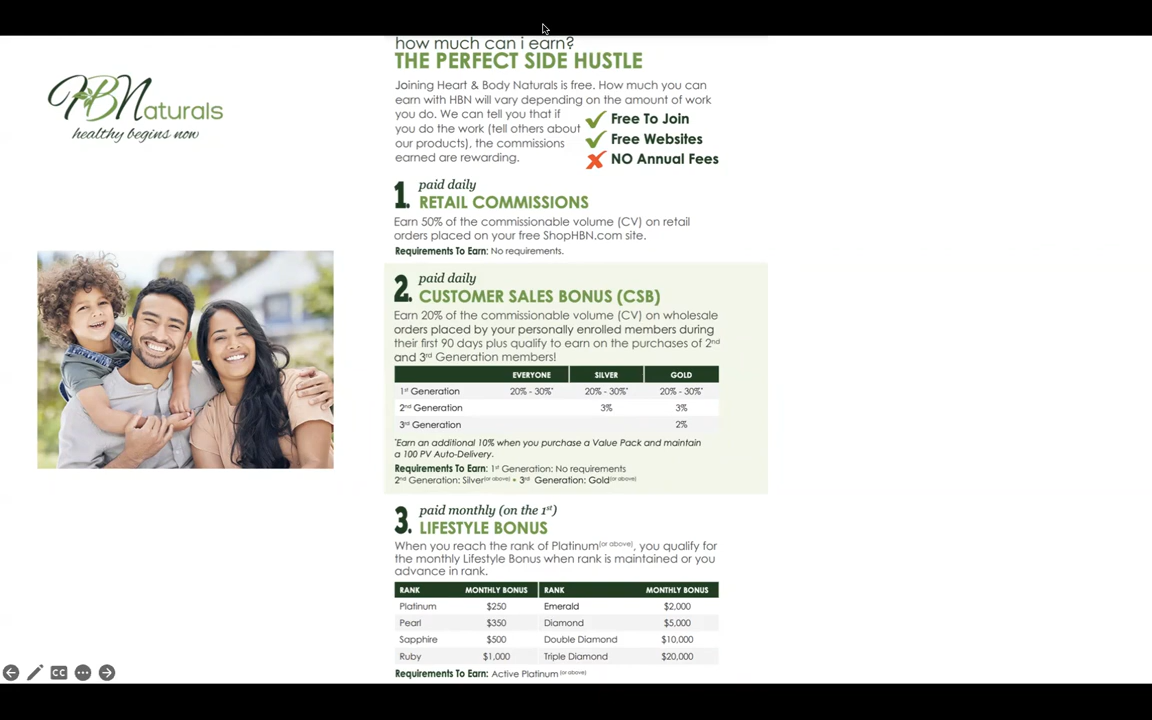 HBNaturals
healthy begins now
how much can i earn?
THE PERFECT SIDE HUSTLE
Joining Heart & Body Naturals is free. How much you can
earn with HBN will vary depending on the amount of work
you do. We can tell you that if
you do the work (tell others about
our products), the commissions
earned are rewarding.
Free To Join
Free Websites
NO Annual Fees
1. paid daily
RETAIL COMMISSIONS
Earn 50% of the commissionable volume (CV) on retail
orders placed on your free ShopHBN.com site.
Requirements To Earn: No requirements.
2. paid daily
CUSTOMER SALES BONUS (CSB)
Earn 20% of the commissionable volume (CV) on wholesale
orders placed by your personally enrolled members during
their first 90 days plus qualify to earn on the purchases of 2nd
and 3rd Generation members!
EVERYONE SILVER GOLD
1st Generation 20% - 30%* 20% - 30%* 20% - 30%*
2nd Generation 3% 3%
3rd Generation 2%
*Earn an additional 10% when you purchase a Value Pack and maintain
a 100 PV Auto-Delivery.
Requirements To Earn: 1st Generation: No requirements
2nd Generation: Silver(or above) • 3rd Generation: Gold(or above)
3. paid monthly (on the 1st)
LIFESTYLE BONUS
When you reach the rank of Platinum(or above), you qualify for
the monthly Lifestyle Bonus when rank is maintained or you
advance in rank.
RANK MONTHLY BONUS RANK MONTHLY BONUS
Platinum $250 Emerald $2,000
Pearl $350 Diamond $5,000
Sapphire $500 Double Diamond $10,000
Ruby $1,000 Triple Diamond $20,000
Requirements To Earn: Active Platinum (or above)
CC